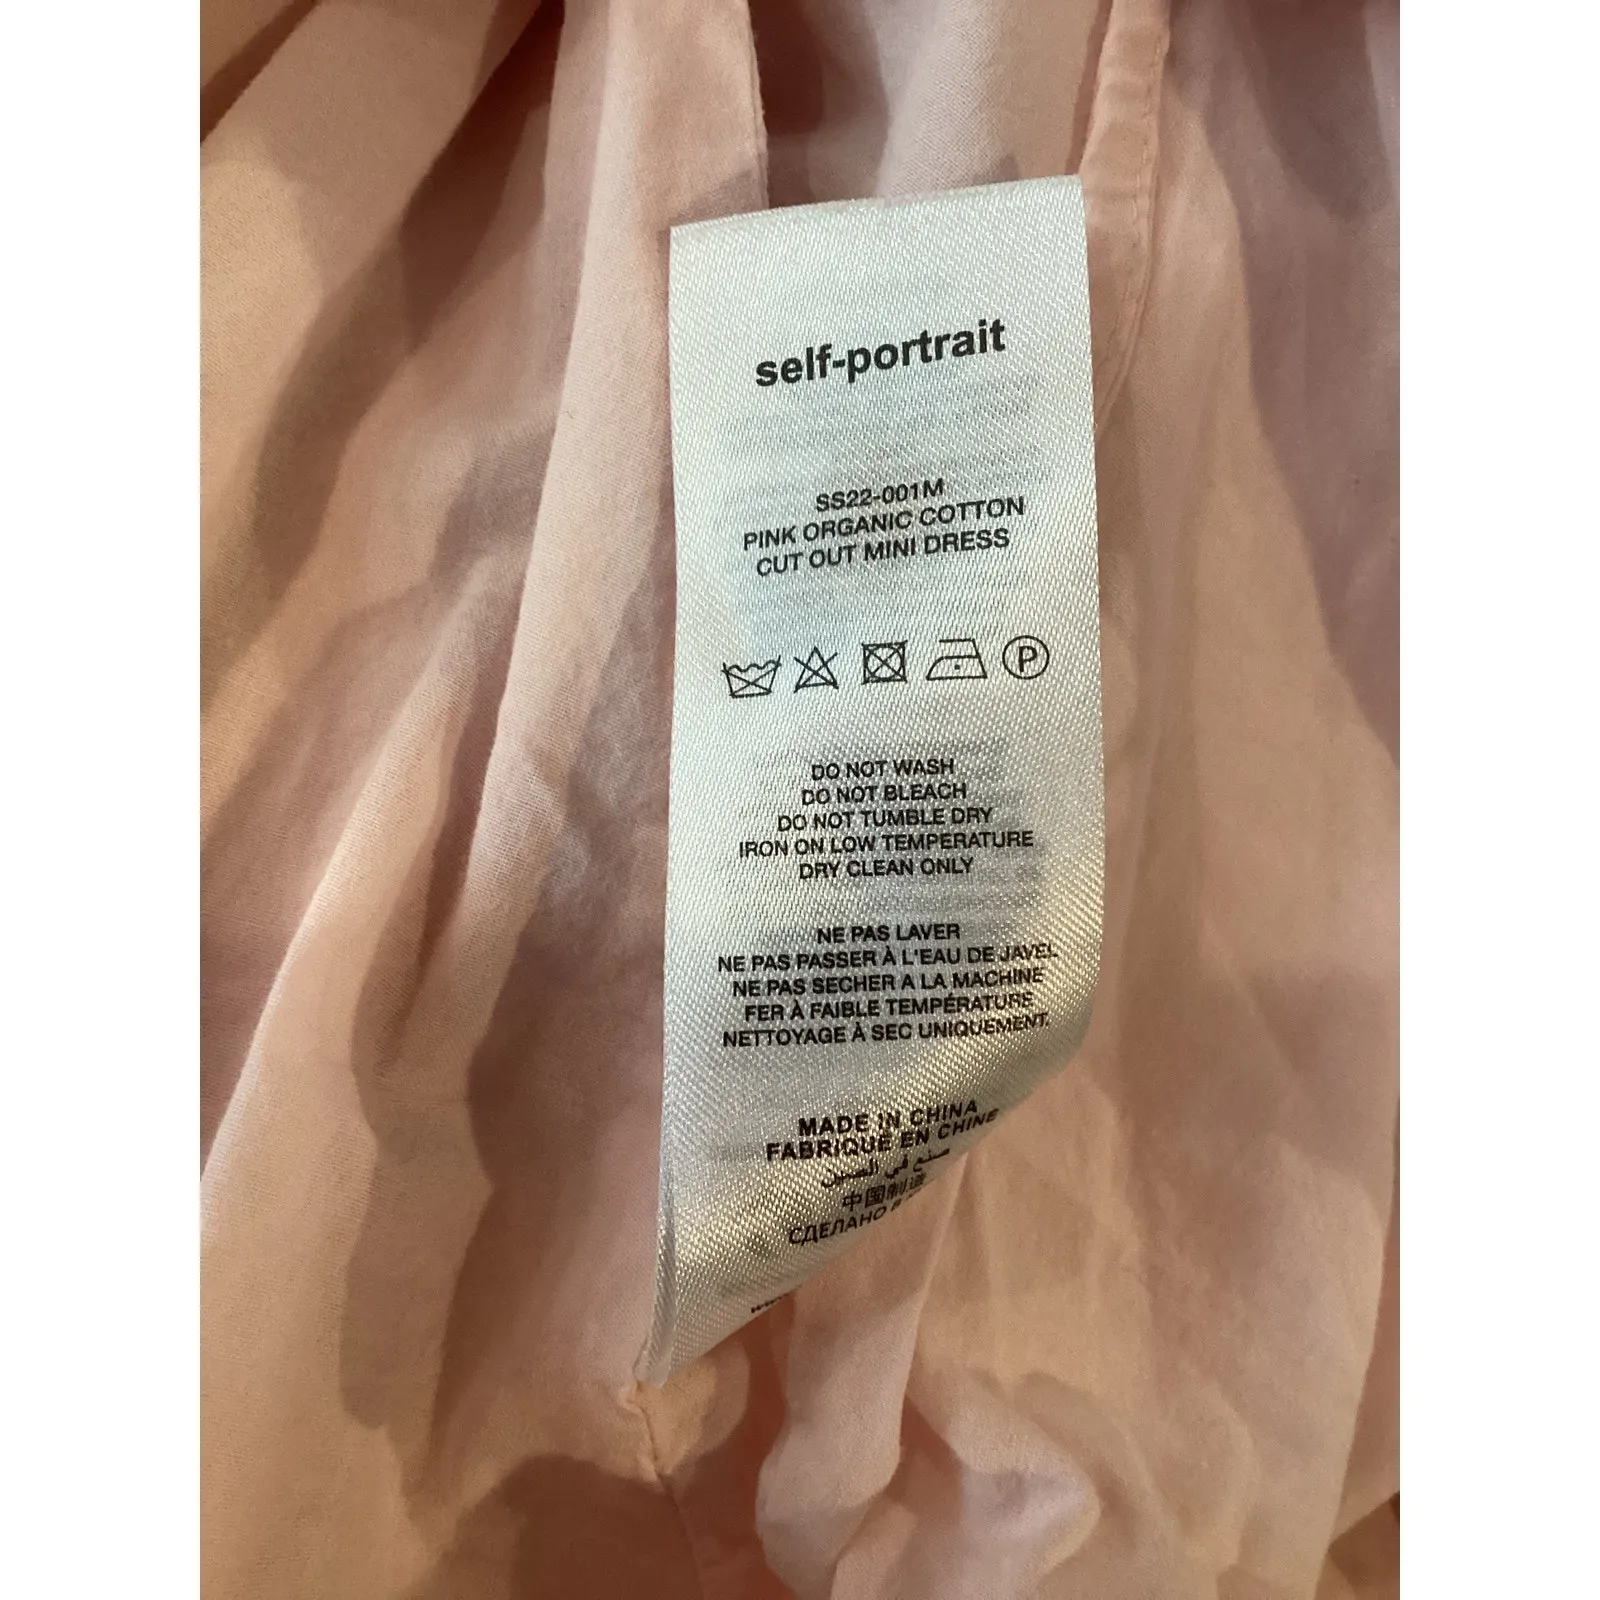 self-portrait
SS22-001M
PINK ORGANIC COTTON
CUT OUT MINI DRESS
P
DO NOT WASH
DO NOT BLEACH
DO NOT TUMBLE DRY
IRON ON LOW TEMPERATURE
DRY CLEAN ONLY
NE PAS LAVER
NE PAS PASSER À L'EAU DE JAVEL
NE PAS SECHER A LA MACHINE
FER À FAIBLE TEMPÉRATURE
NETTOYAGE À SEC UNIQUEMENT.
MADE IN CHINA
FABRIQUÉ EN CHINE
صنع في الصين
中国制造
СДЕЛАНО В